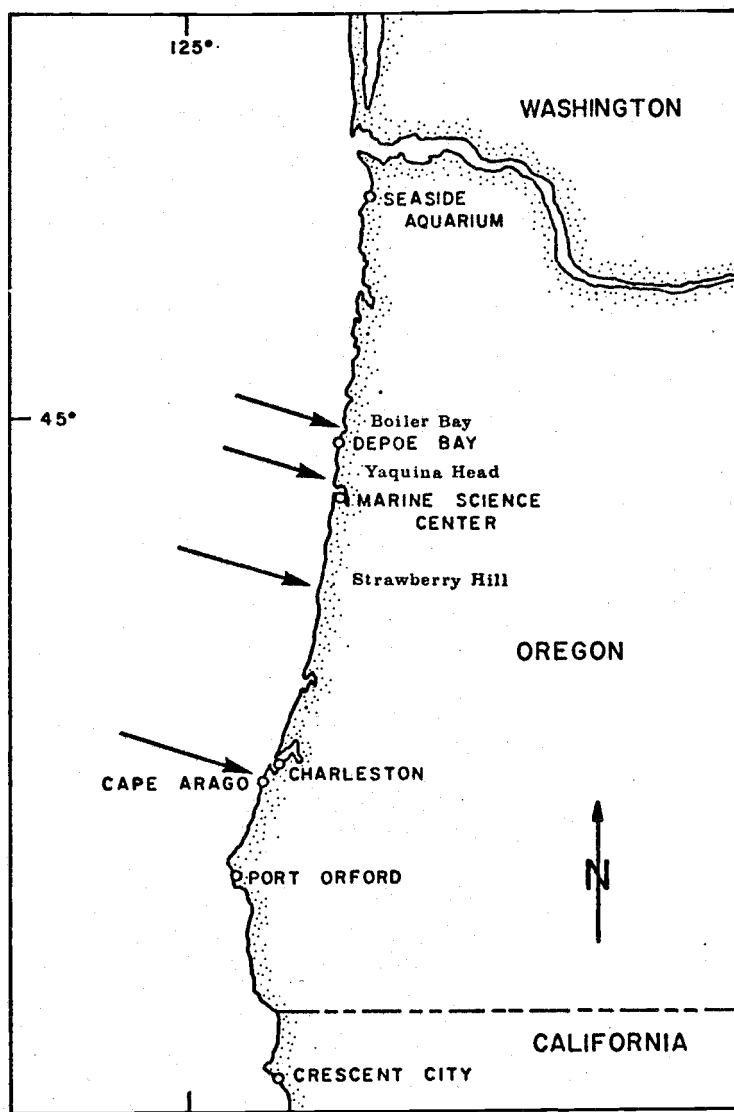 125°
WASHINGTON
SEASIDE
AQUARIUM
45°
Boiler Bay
DEPOE BAY
Yaquina Head
MARINE SCIENCE
CENTER
Strawberry Hill
OREGON
CHARLESTON
CAPE ARAGO
PORT ORFORD
N
CALIFORNIA
CRESCENT CITY